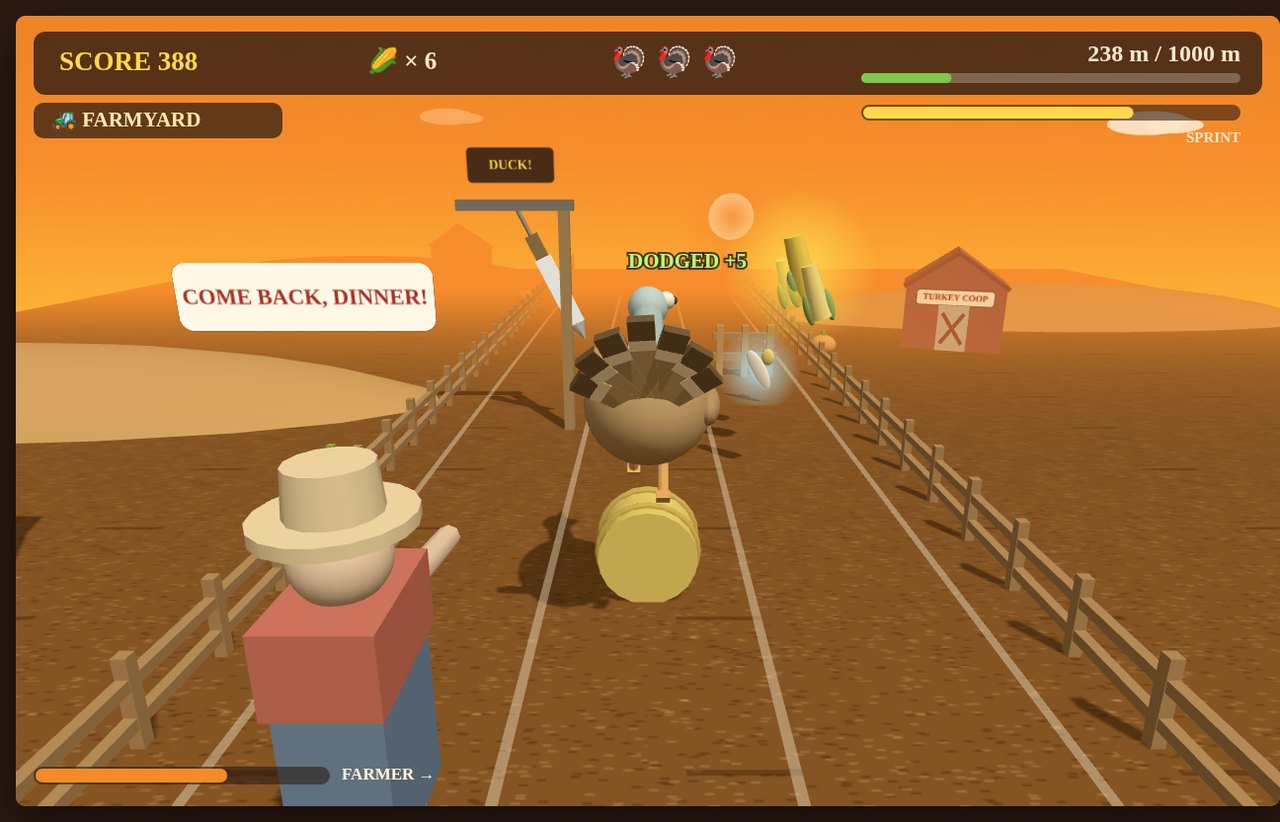 SCORE 388
× 6
238 m / 1000 m
FARMYARD
SPRINT
DUCK!
DODGED +5
COME BACK, DINNER!
TURKEY COOP
FARMER →